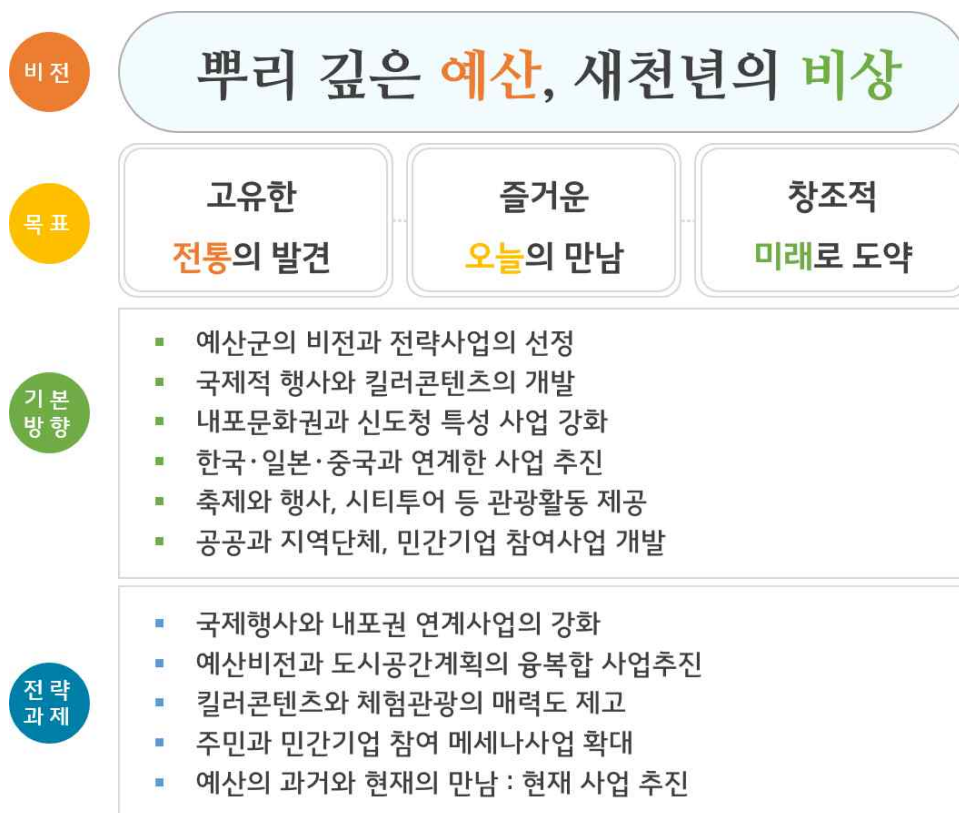 비전
뿌리 깊은 예산, 새천년의 비상
목표
고유한
전통의 발견
즐거운
오늘의 만남
창조적
미래로 도약
기본
방향
예산군의 비전과 전략사업의 선정
국제적 행사와 킬러콘텐츠의 개발
내포문화권과 신도청 특성 사업 강화
한국·일본·중국과 연계한 사업 추진
축제와 행사, 시티투어 등 관광활동 제공
공공과 지역단체, 민간기업 참여사업 개발
전략
과제
국제행사와 내포권 연계사업의 강화
예산비전과 도시공간계획의 융복합 사업추진
킬러콘텐츠와 체험관광의 매력도 제고
주민과 민간기업 참여 메세나사업 확대
예산의 과거와 현재의 만남 : 현재 사업 추진